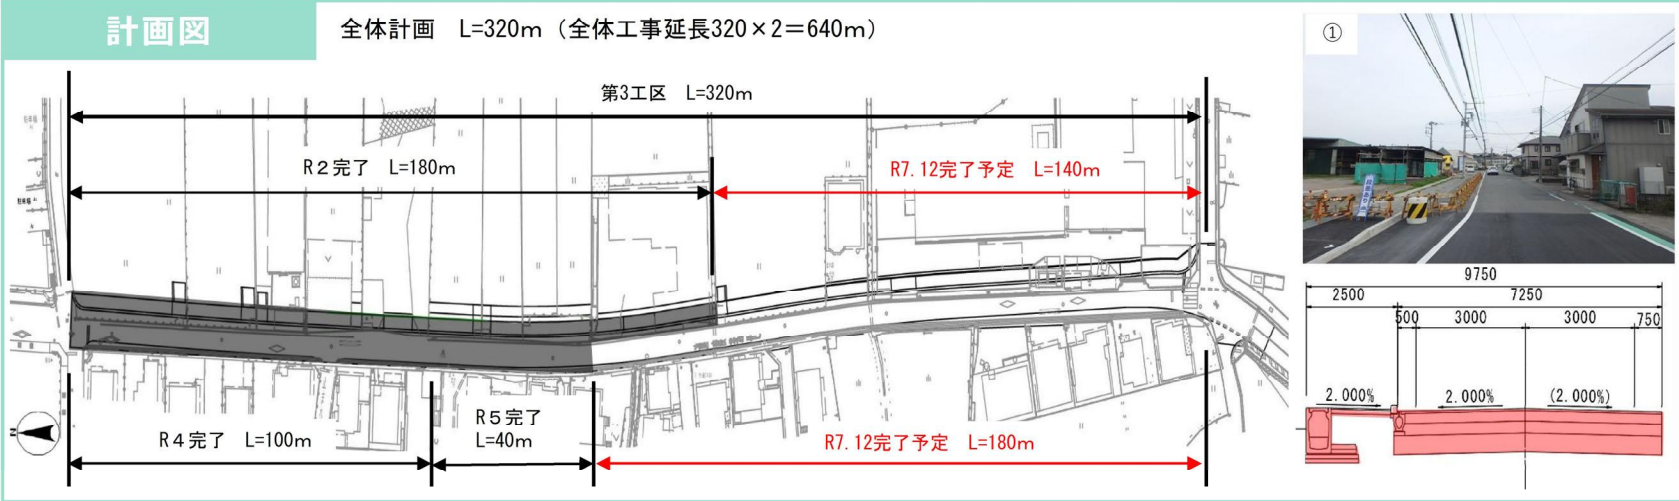 計画図
全体計画　L=320m（全体工事延長320×2＝640m）
①
第3工区　L=320m
R2完了　L=180m
R7.12完了予定　L=140m
R4完了　L=100m
R5完了
L=40m
R7.12完了予定　L=180m
9750
2500
7250
500
3000
3000
750
2.000%
2.000%
(2.000%)